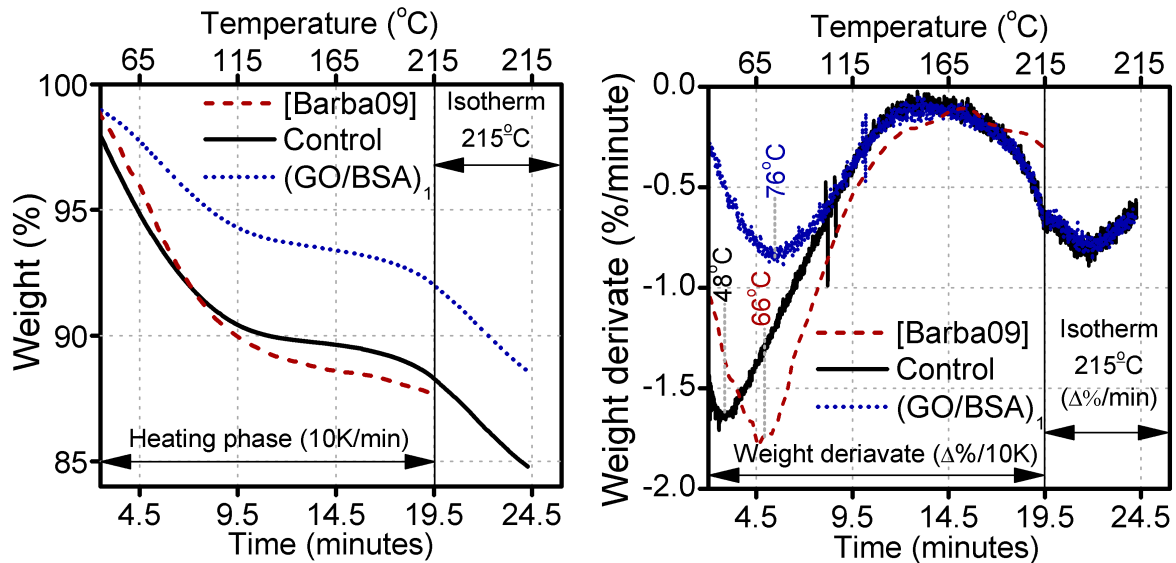 Temperature (°C)
65 115 165 215 215
100
95
90
85
Weight (%)
[Barba09]
Control
(GO/BSA)1
Isotherm
215°C
Heating phase (10K/min)
4.5 9.5 14.5 19.5 24.5
Time (minutes)
Temperature (°C)
65 115 165 215 215
0.0
-0.5
-1.0
-1.5
-2.0
Weight derivate (%/minute)
76°C
48°C
66°C
[Barba09]
Control
(GO/BSA)1
Isotherm
215°C
(Δ%/min)
Weight deriavate (Δ%/10K)
4.5 9.5 14.5 19.5 24.5
Time (minutes)